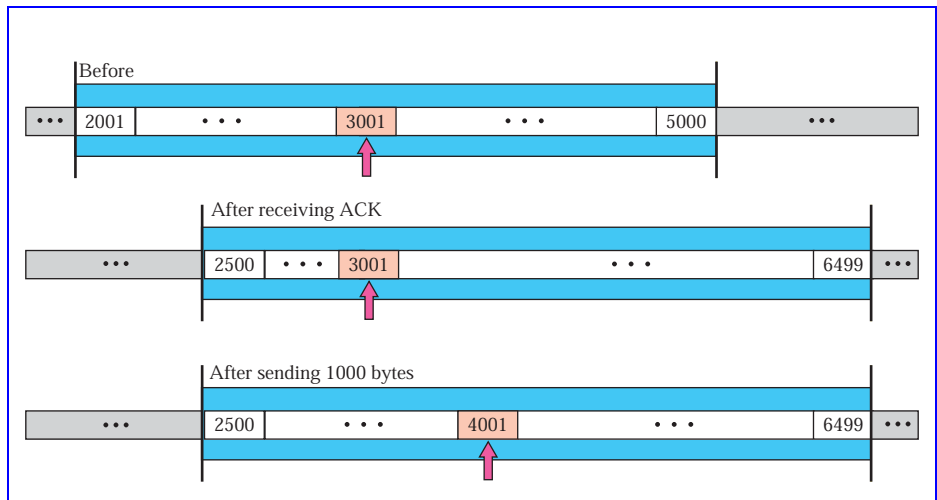 Before
••• 2001 • • • 3001 • • • 5000 •••
After receiving ACK
••• 2500 • • • 3001 • • • 6499 •••
After sending 1000 bytes
••• 2500 • • • 4001 • • • 6499 •••